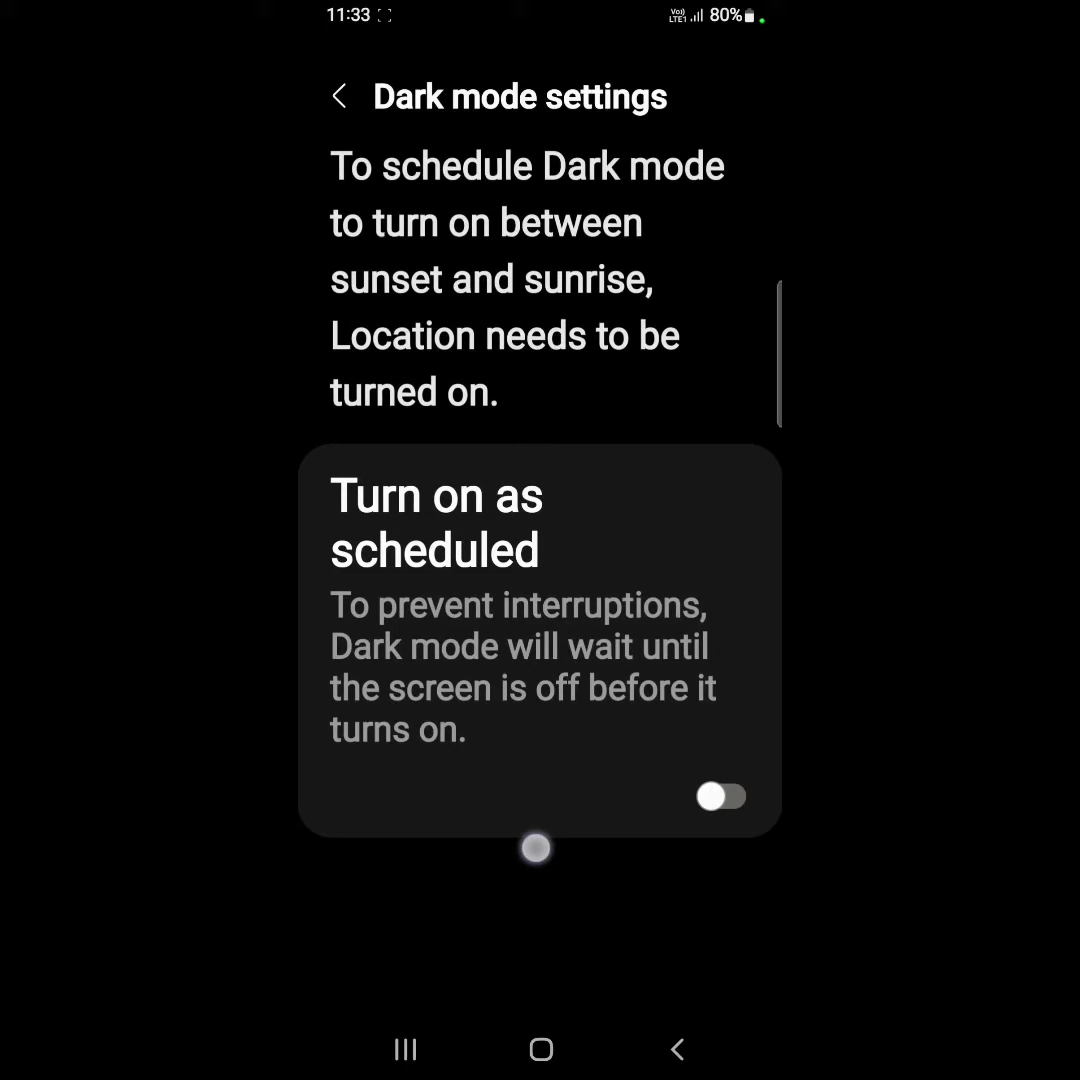 11:33 80%
Dark mode settings
To schedule Dark mode
to turn on between
sunset and sunrise,
Location needs to be
turned on.
Turn on as
scheduled
To prevent interruptions,
Dark mode will wait until
the screen is off before it
turns on.